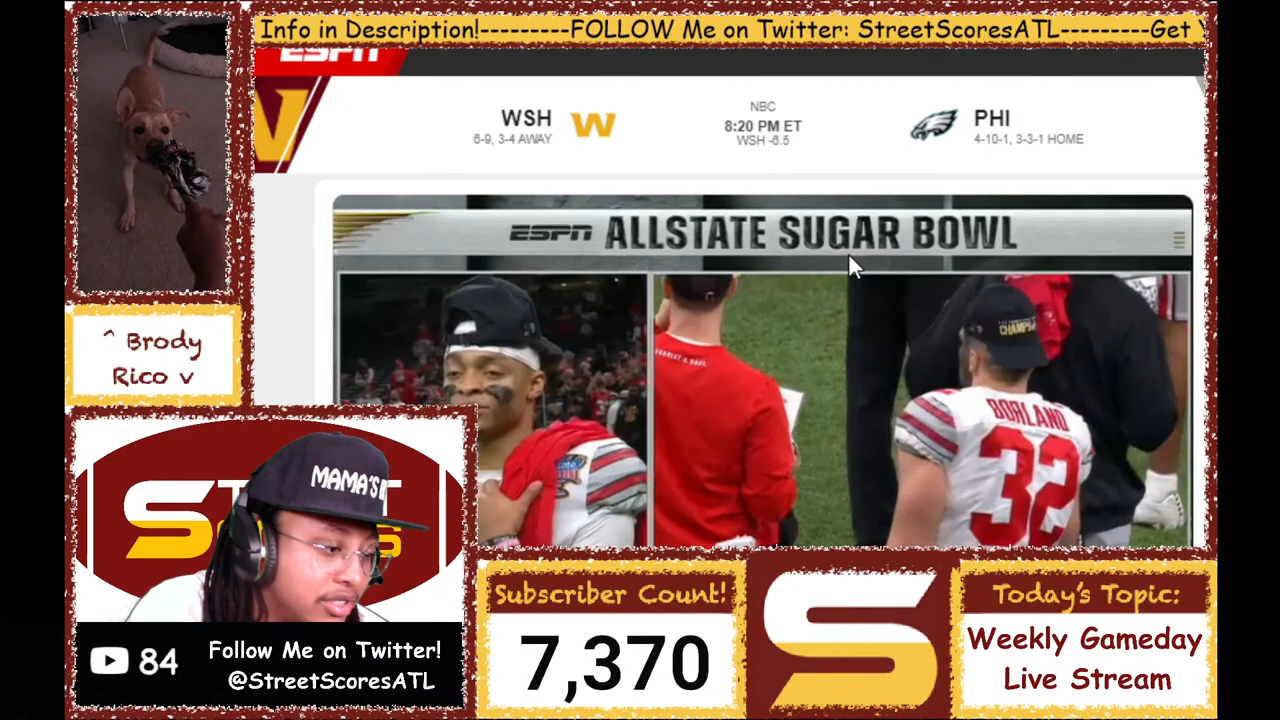 Info in Description!---------FOLLOW Me on Twitter: StreetScoresATL---------Get
ESPN
WSH
6-9, 3-4 AWAY
W
NBC
8:20 PM ET
WSH -6.5
PHI
4-10-1, 3-3-1 HOME
ESPN ALLSTATE SUGAR BOWL
BORLAND
32
^ Brody
Rico v
MAMA'S
S
84
Follow Me on Twitter!
@StreetScoresATL
Subscriber Count!
7,370
S
Today's Topic:
Weekly Gameday
Live Stream